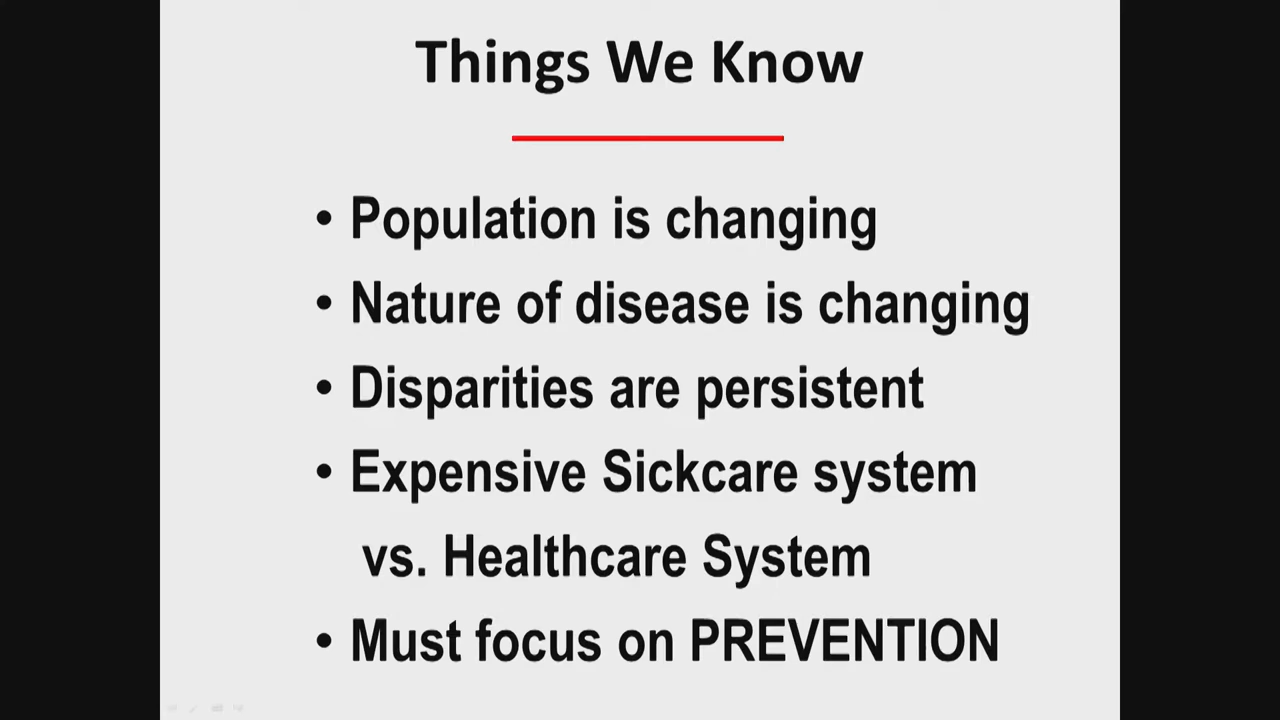 Things We Know
• Population is changing
• Nature of disease is changing
• Disparities are persistent
• Expensive Sickcare system
vs. Healthcare System
• Must focus on PREVENTION